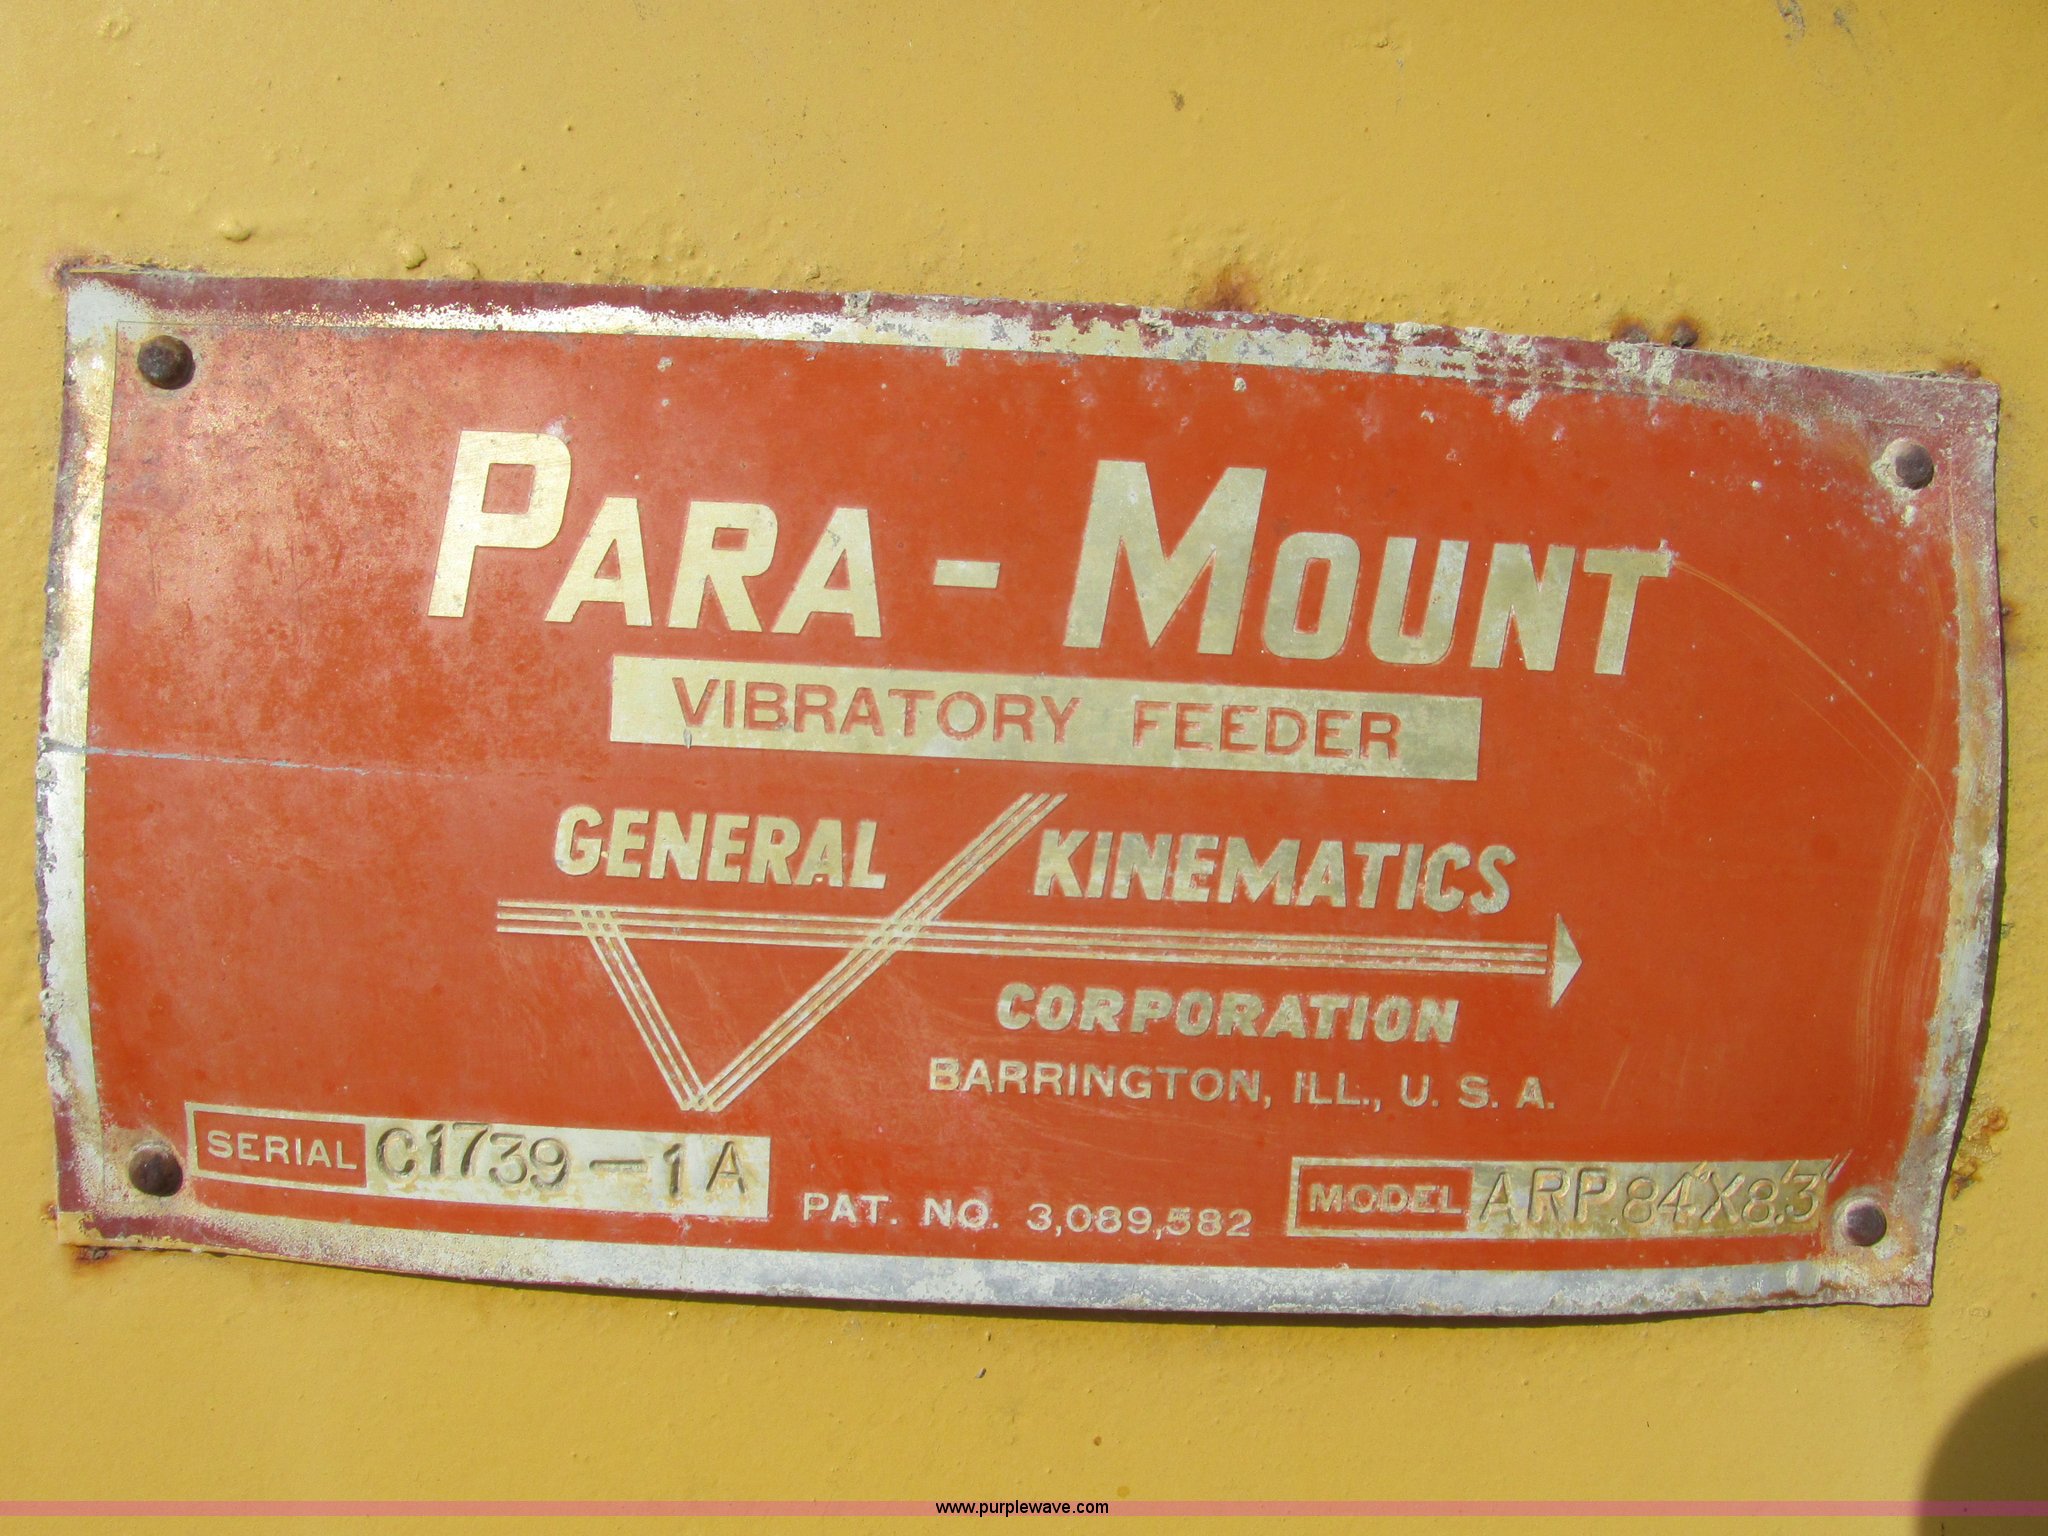 PARA - MOUNT
VIBRATORY FEEDER
GENERAL KINEMATICS
CORPORATION
BARRINGTON, ILL., U. S. A.
SERIAL C1739-1A
PAT. NO. 3,089,582
MODEL ARP.84"X8'3"
www.purplewave.com